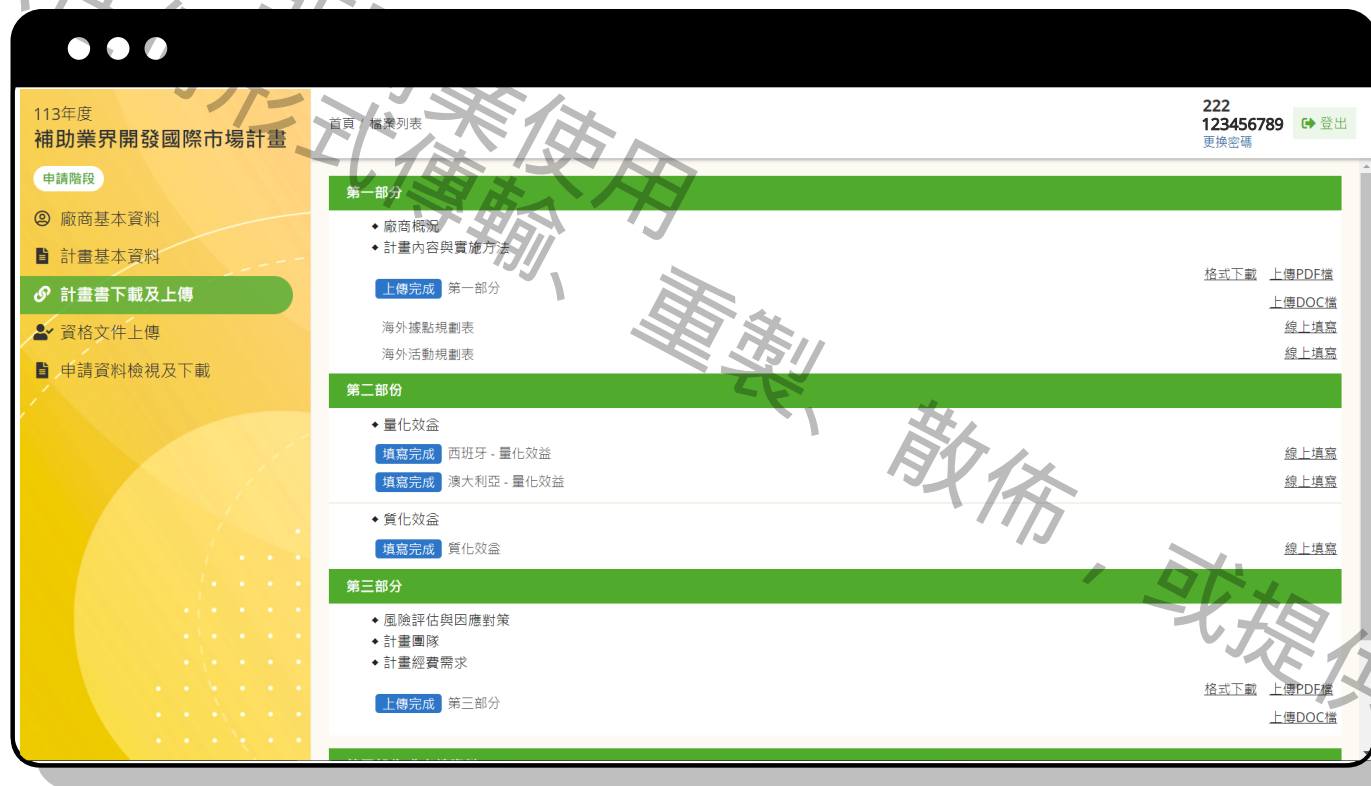 113年度
補助業界開發國際市場計畫
申請階段
廠商基本資料
計畫基本資料
計畫書下載及上傳
資格文件上傳
申請資料檢視及下載
首頁 / 檔案列表
222
123456789
更換密碼
登出
第一部分
廠商概況
計畫內容與實施方法
上傳完成 第一部分 格式下載 上傳PDF檔
上傳DOC檔
海外據點規劃表 線上填寫
海外活動規劃表 線上填寫
第二部份
量化效益
填寫完成 西班牙 - 量化效益 線上填寫
填寫完成 澳大利亞 - 量化效益 線上填寫
質化效益
填寫完成 質化效益 線上填寫
第三部分
風險評估與因應對策
計畫團隊
計畫經費需求
上傳完成 第三部分 格式下載 上傳PDF檔
上傳DOC檔
業使用
形式傳輸、重製、散佈，或提供